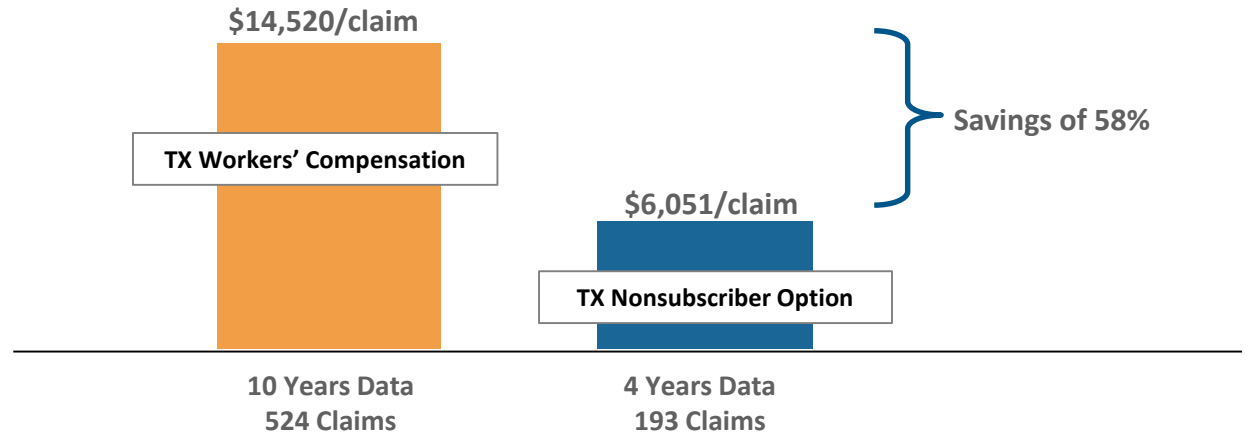 $14,520/claim
Savings of 58%
TX Workers’ Compensation
$6,051/claim
TX Nonsubscriber Option
10 Years Data
524 Claims
4 Years Data
193 Claims